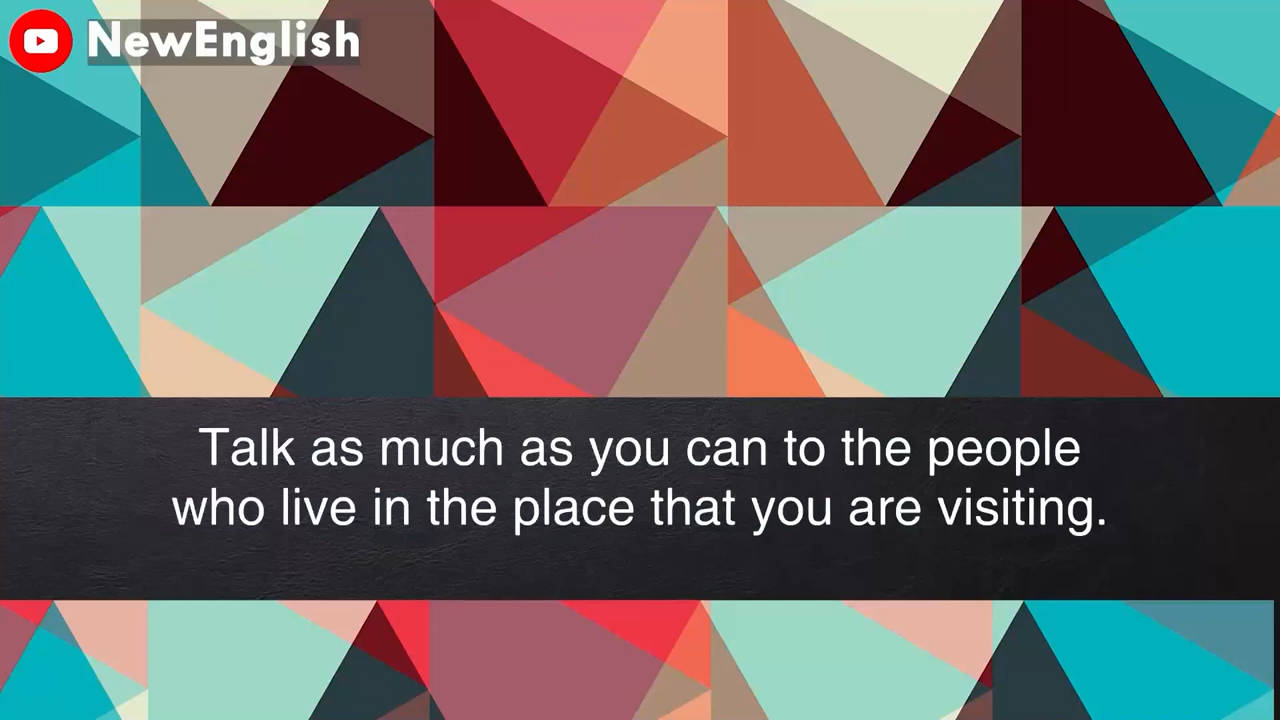 NewEnglish
Talk as much as you can to the people
who live in the place that you are visiting.